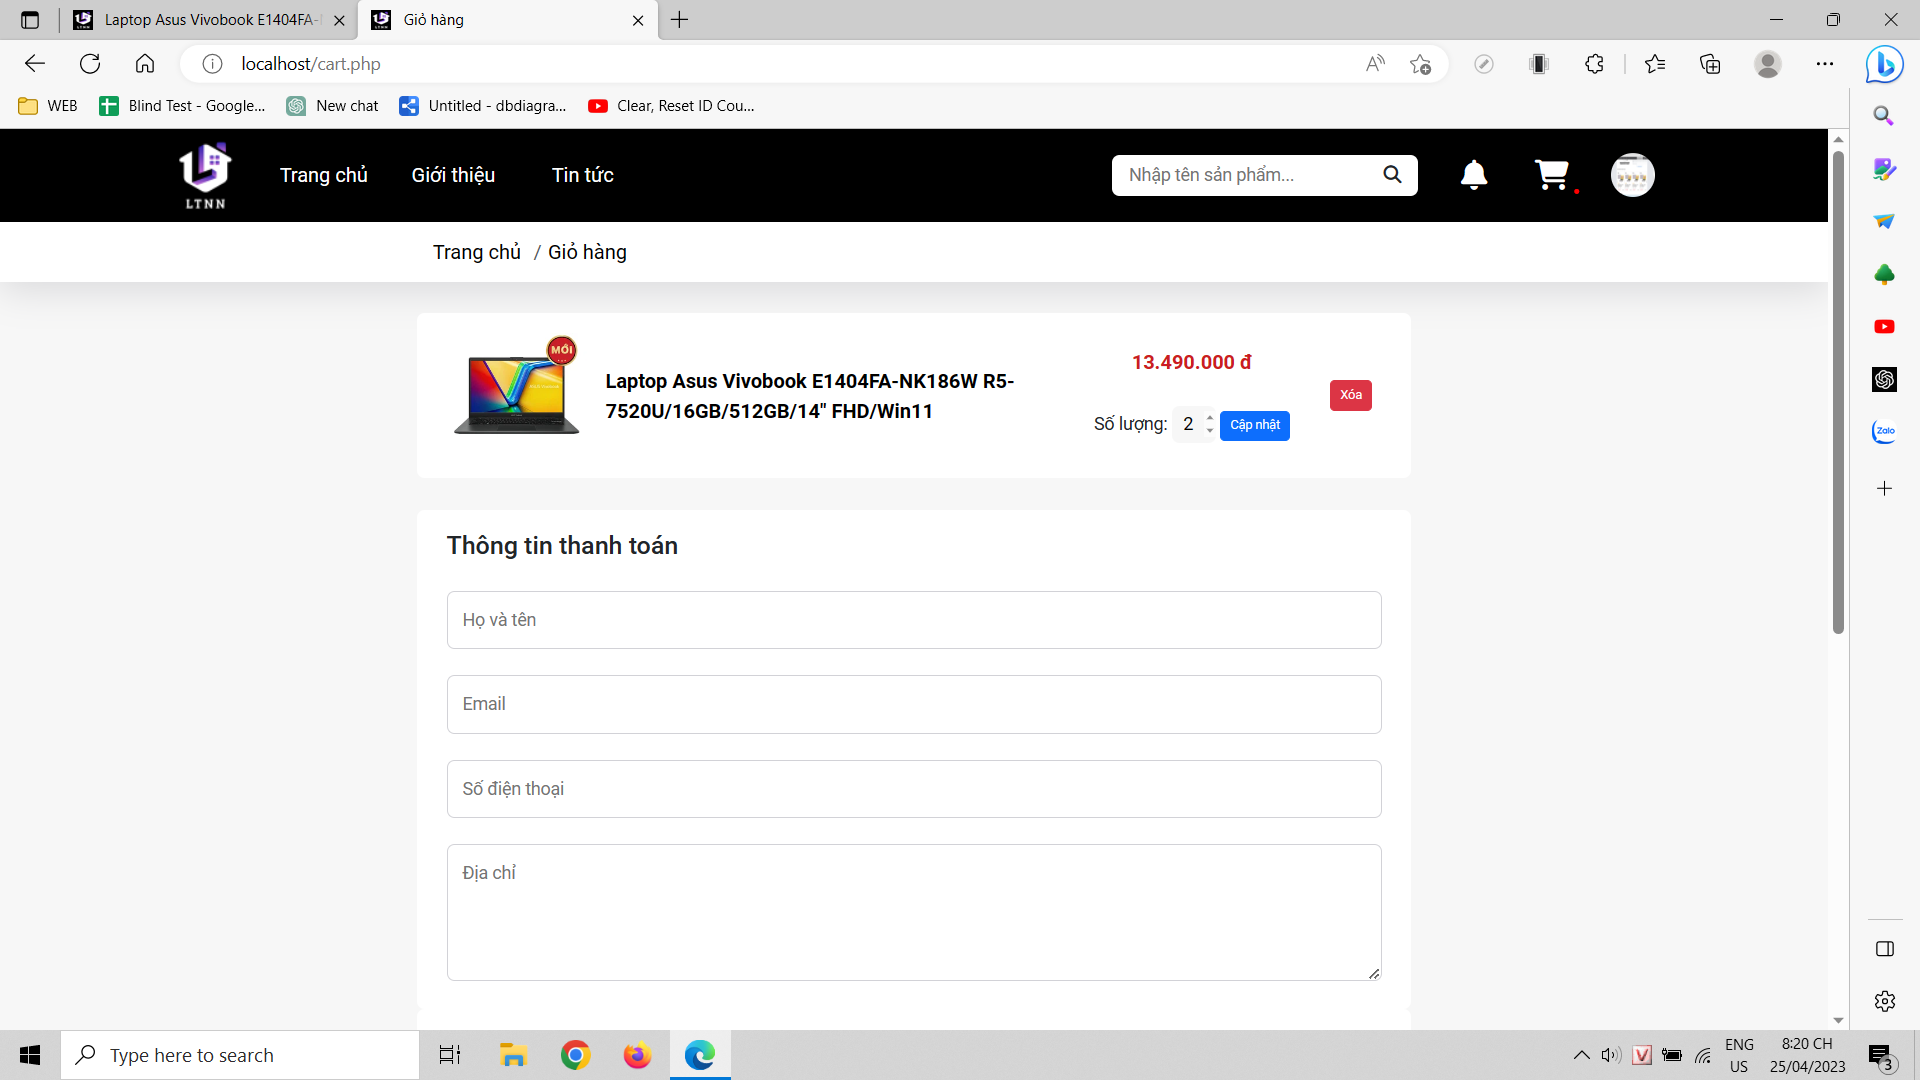 Laptop Asus Vivobook E1404FA-
Giỏ hàng
localhost/cart.php
WEB
Blind Test - Google...
New chat
Untitled - dbdiagra...
Clear, Reset ID Cou...
LTNN
Trang chủ
Giới thiệu
Tin tức
Nhập tên sản phẩm...
Trang chủ / Giỏ hàng
MỚI
Laptop Asus Vivobook E1404FA-NK186W R5-
7520U/16GB/512GB/14" FHD/Win11
13.490.000 đ
Số lượng: 2 Cập nhật
Xóa
Thông tin thanh toán
Họ và tên
Email
Số điện thoại
Địa chỉ
Zalo
Type here to search
ENG
US
8:20 CH
25/04/2023
3